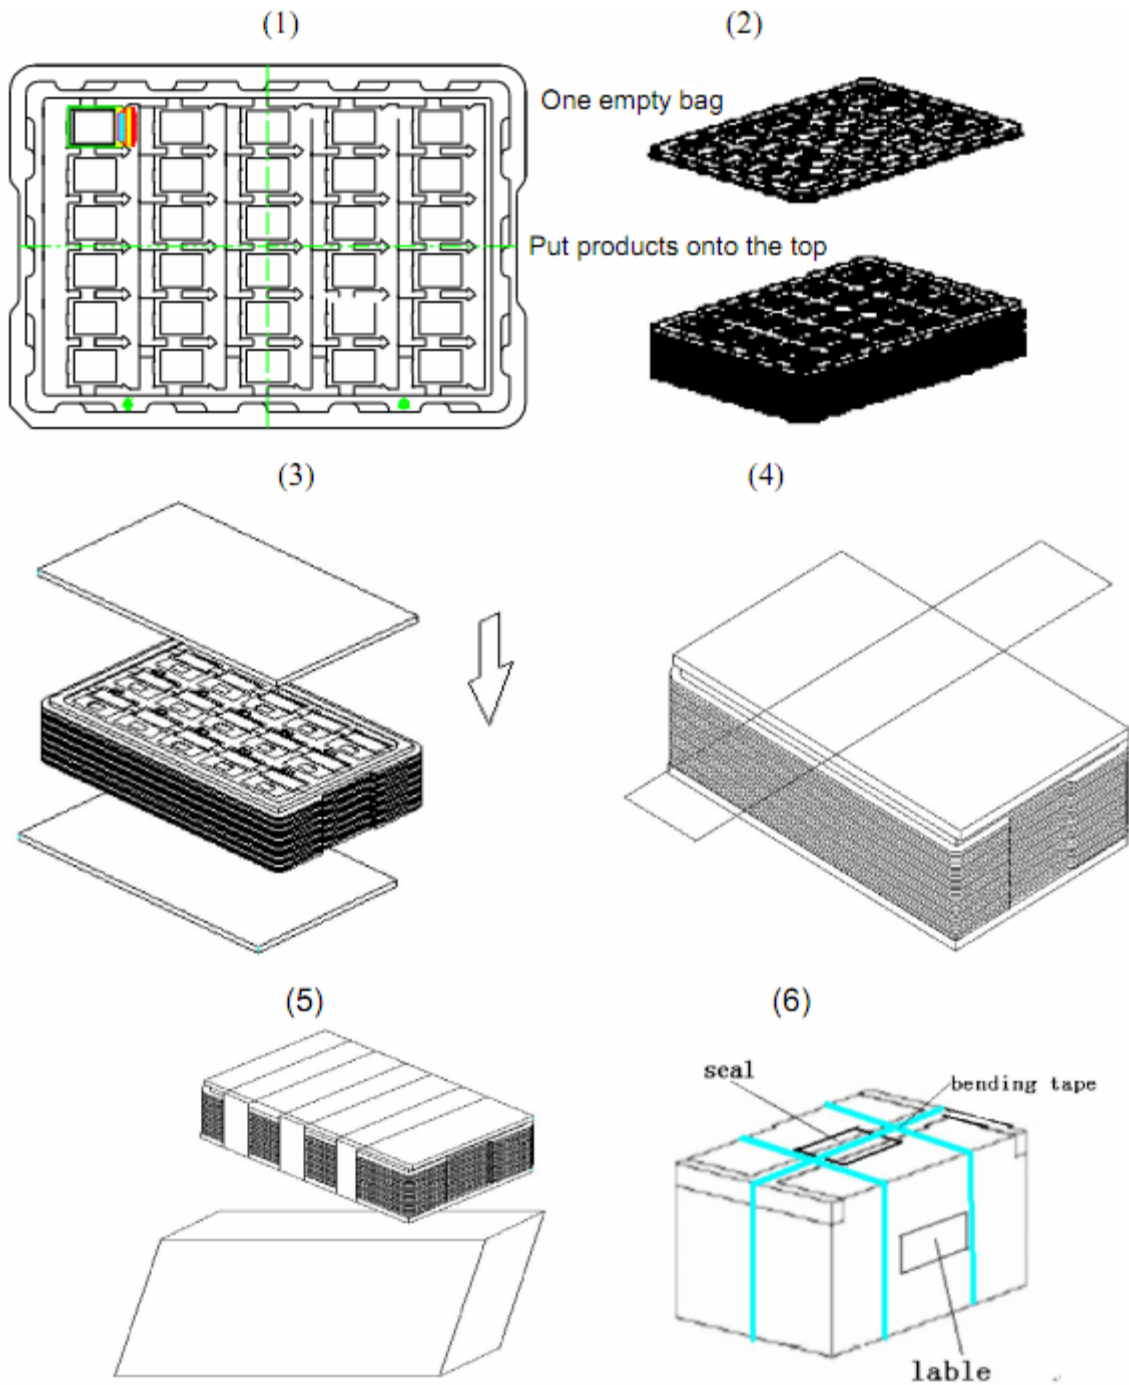 (1)
(2)
One empty bag
Put products onto the top
(3)
(4)
(5)
(6)
seal
bending tape
lable